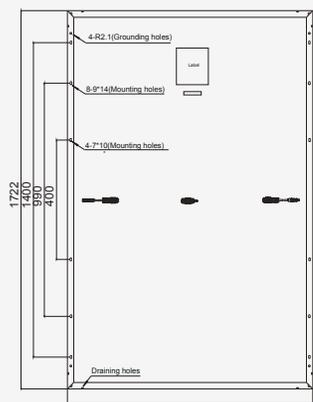 4-R2.1(Grounding holes)
Label
8-9*14(Mounting holes)
4-7*10(Mounting holes)
1722
1400
990
400
Draining holes